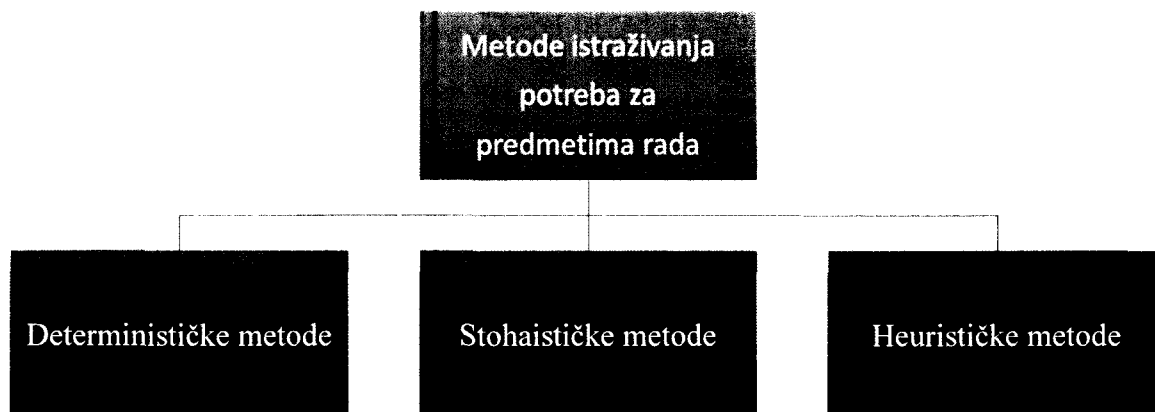 Metode istraživanja
potreba za
predmetima rada
Determinističke metode
Stohaističke metode
Heurističke metode